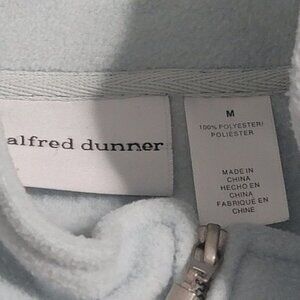 alfred dunner
M
100% POLYESTER/
POLIESTER
MADE IN
CHINA
HECHO EN
CHINA
FABRIQUE EN
CHINE